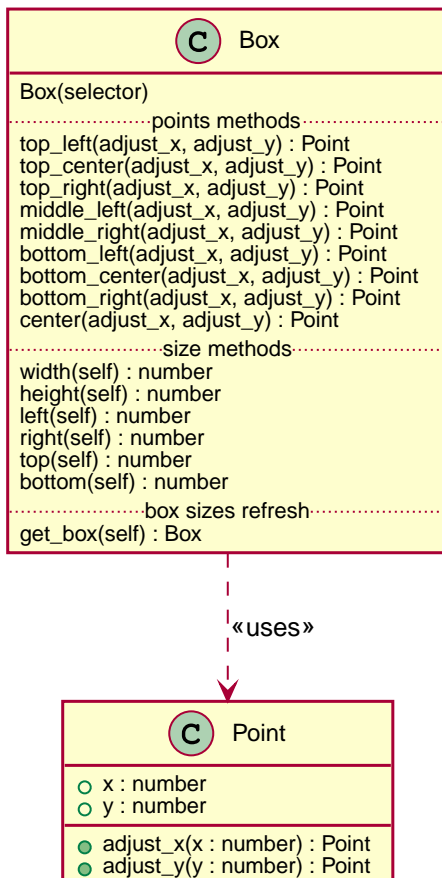 C Box
Box(selector)
points methods
top_left(adjust_x, adjust_y) : Point
top_center(adjust_x, adjust_y) : Point
top_right(adjust_x, adjust_y) : Point
middle_left(adjust_x, adjust_y) : Point
middle_right(adjust_x, adjust_y) : Point
bottom_left(adjust_x, adjust_y) : Point
bottom_center(adjust_x, adjust_y) : Point
bottom_right(adjust_x, adjust_y) : Point
center(adjust_x, adjust_y) : Point
size methods
width(self) : number
height(self) : number
left(self) : number
right(self) : number
top(self) : number
bottom(self) : number
box sizes refresh
get_box(self) : Box
«uses»
C Point
x : number
y : number
adjust_x(x : number) : Point
adjust_y(y : number) : Point